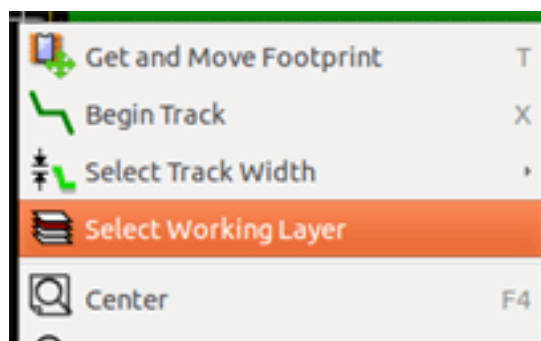 Get and Move Footprint T
Begin Track X
Select Track Width
Select Working Layer
Center F4